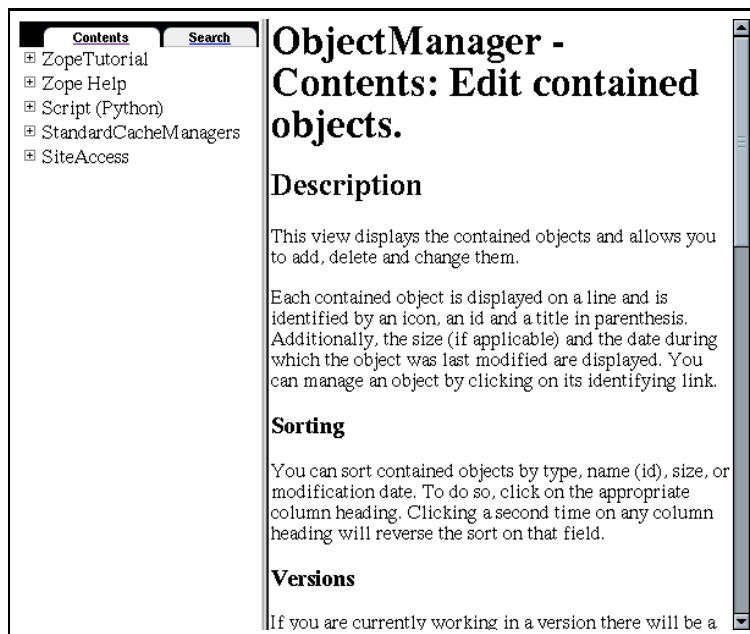 Contents Search
ZopeTutorial
Zope Help
Script (Python)
StandardCacheManagers
SiteAccess
ObjectManager -
Contents: Edit contained
objects.
Description
This view displays the contained objects and allows you
to add, delete and change them.
Each contained object is displayed on a line and is
identified by an icon, an id and a title in parenthesis.
Additionally, the size (if applicable) and the date during
which the object was last modified are displayed. You
can manage an object by clicking on its identifying link.
Sorting
You can sort contained objects by type, name (id), size, or
modification date. To do so, click on the appropriate
column heading. Clicking a second time on any column
heading will reverse the sort on that field.
Versions
If you are currently working in a version there will be a